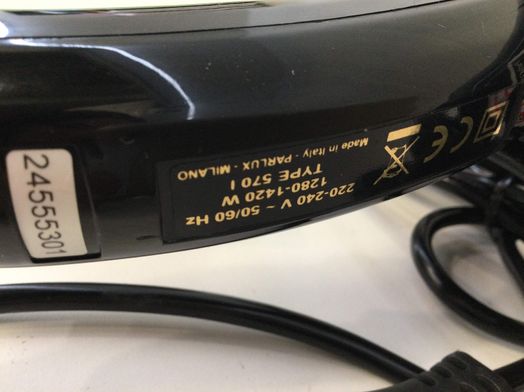 220-240 V ~ 50/60 Hz
1280-1420 W
TYPE 570 I
Made in Italy - PARLUX - MILANO
CE
24555301